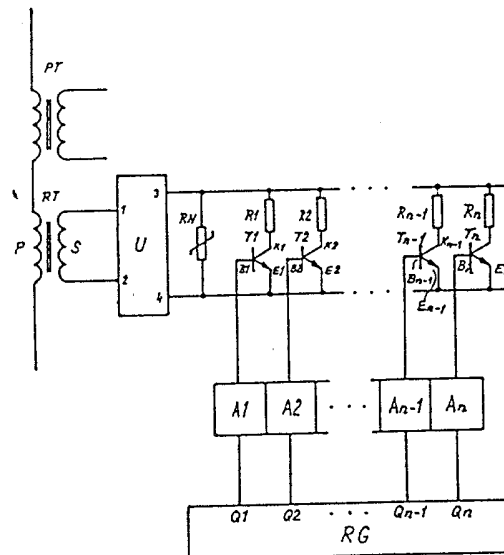 PT
RT
P
S
1
2
3
4
U
RN
R1
R2
Rn-1
Rn
T1
T2
Tn-1
Tn
K1
K2
Kn-1
B1
Bn-1
Bn
E1
E2
En-1
E
A1
A2
. . .
An-1
An
Q1
Q2
. . .
Qn-1
Qn
RG